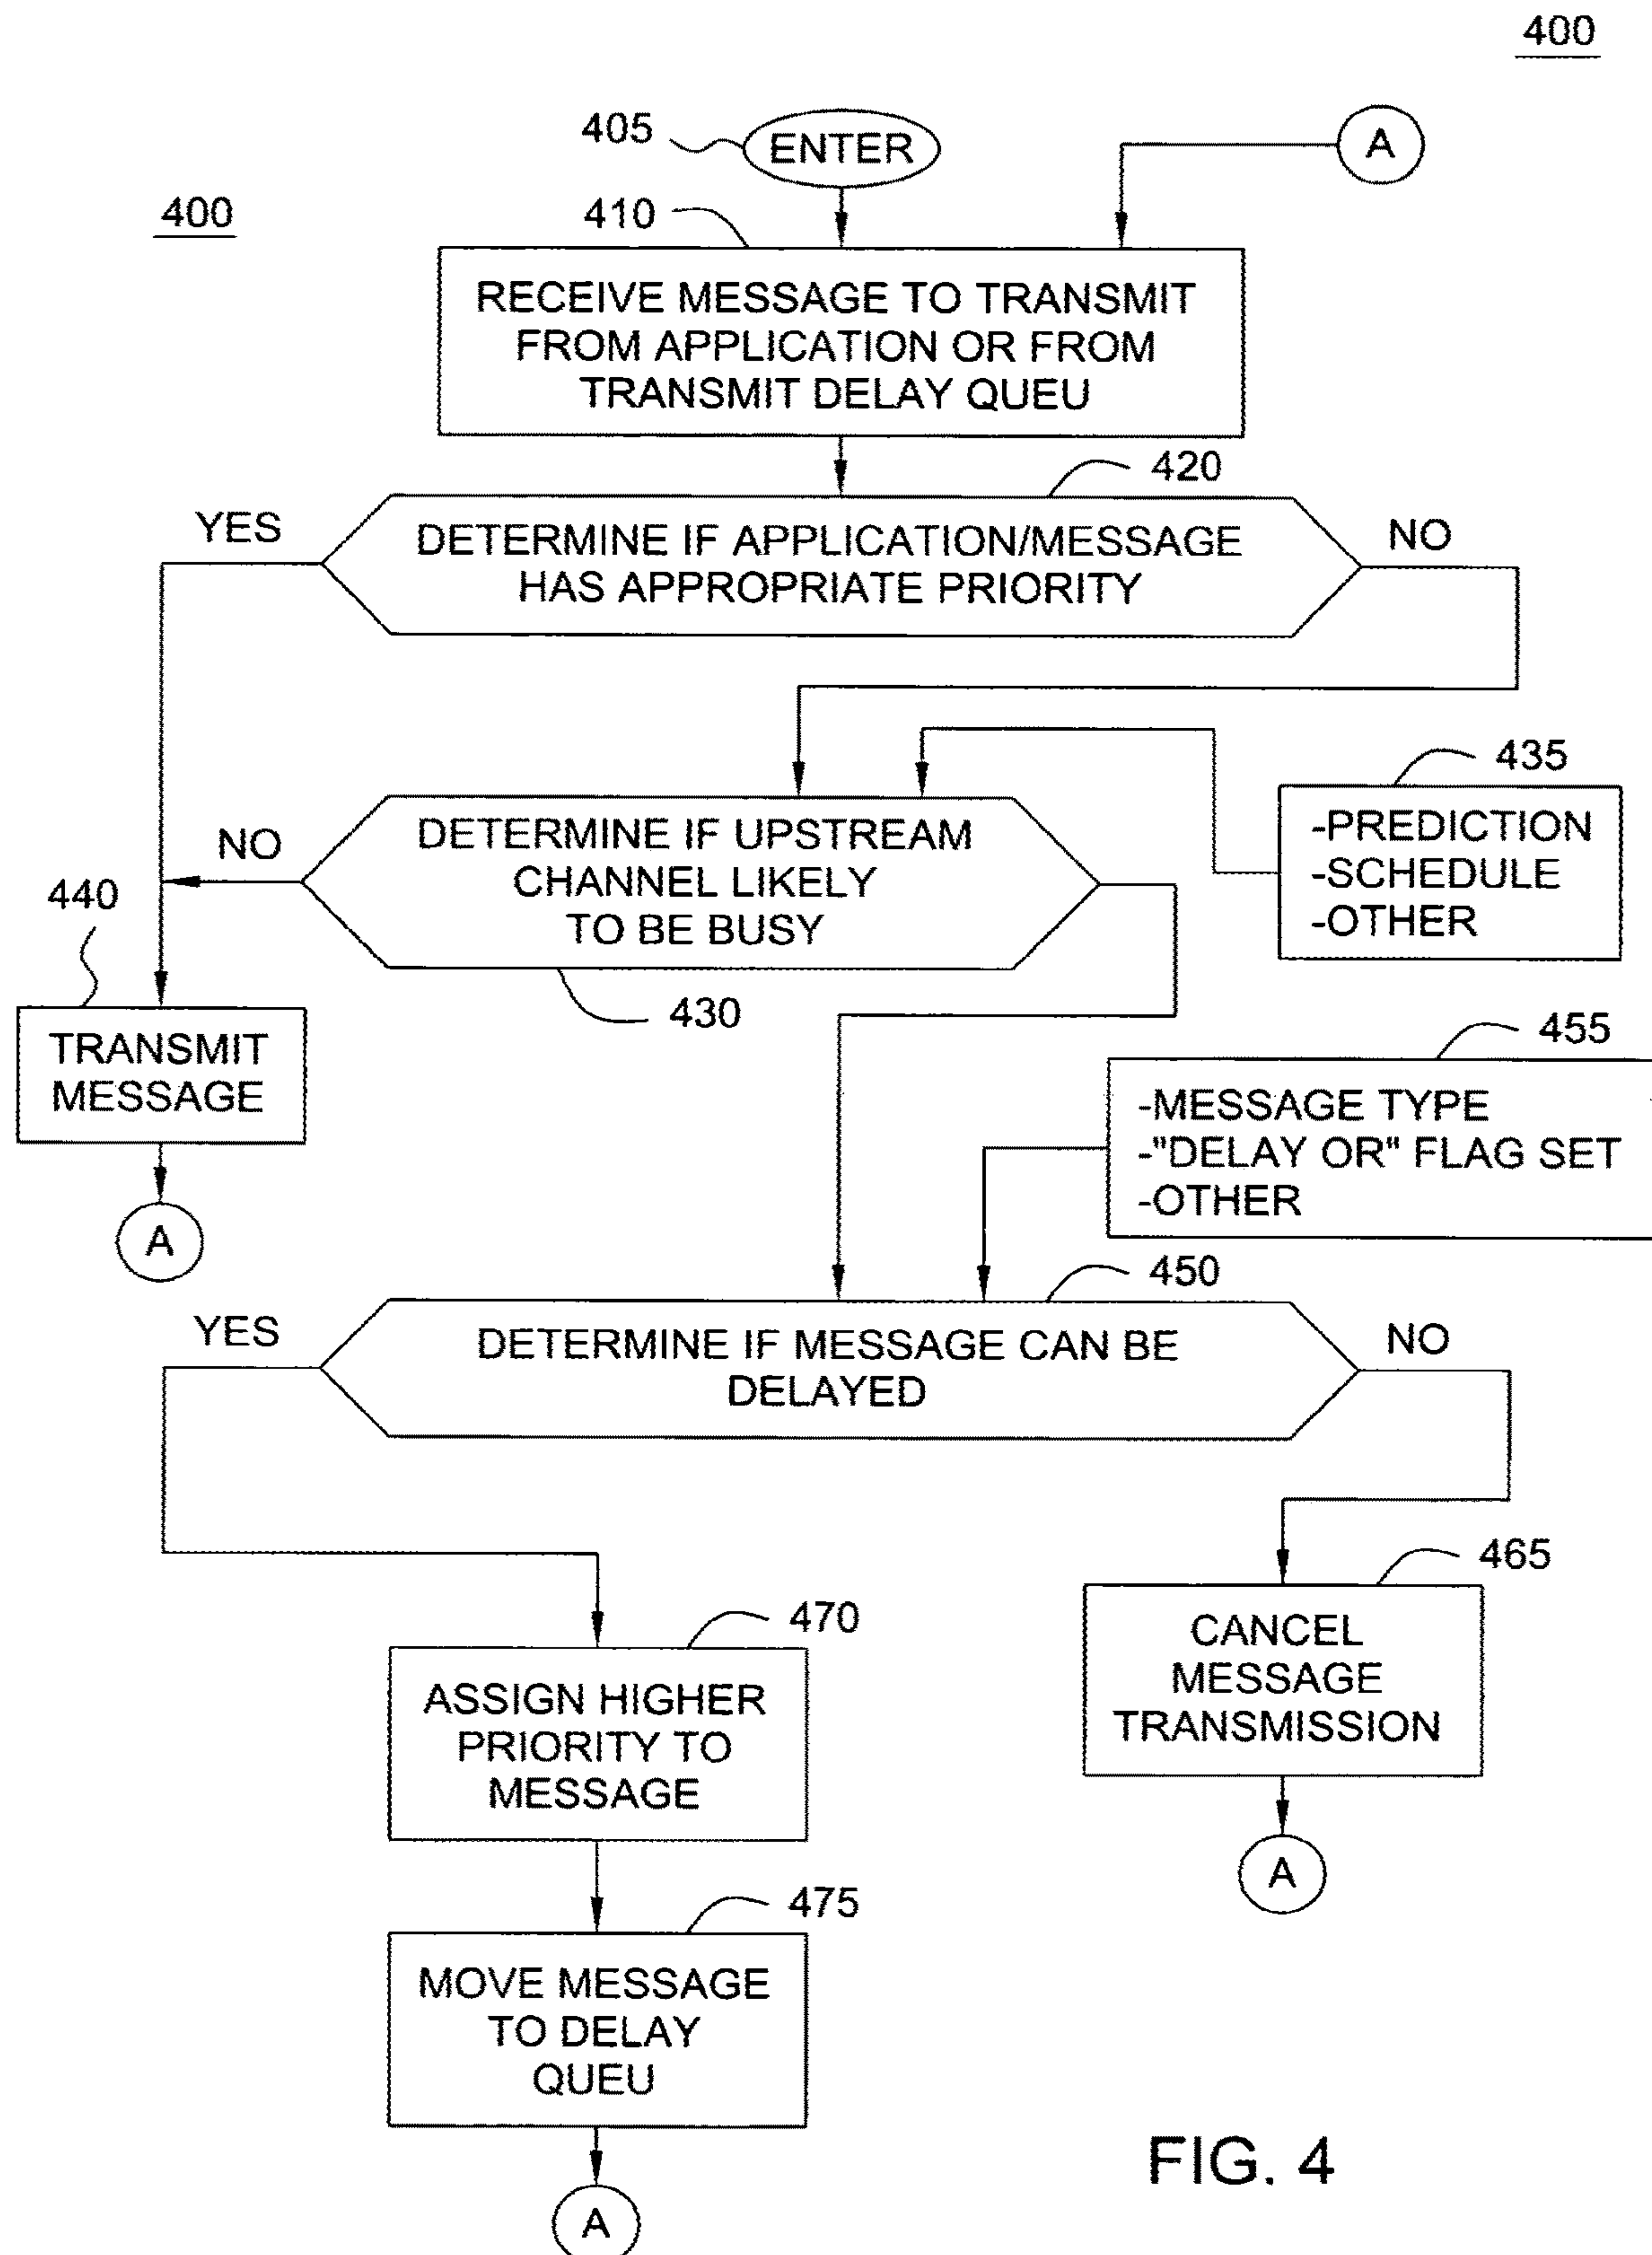 400
405
ENTER
A
400
410
RECEIVE MESSAGE TO TRANSMIT
FROM APPLICATION OR FROM
TRANSMIT DELAY QUEU
420
YES
DETERMINE IF APPLICATION/MESSAGE
HAS APPROPRIATE PRIORITY
NO
435
-PREDICTION
-SCHEDULE
-OTHER
NO
DETERMINE IF UPSTREAM
CHANNEL LIKELY
TO BE BUSY
430
440
TRANSMIT
MESSAGE
A
455
-MESSAGE TYPE
-"DELAY OR" FLAG SET
-OTHER
450
YES
DETERMINE IF MESSAGE CAN BE
DELAYED
NO
465
CANCEL
MESSAGE
TRANSMISSION
A
470
ASSIGN HIGHER
PRIORITY TO
MESSAGE
475
MOVE MESSAGE
TO DELAY
QUEU
A
FIG. 4